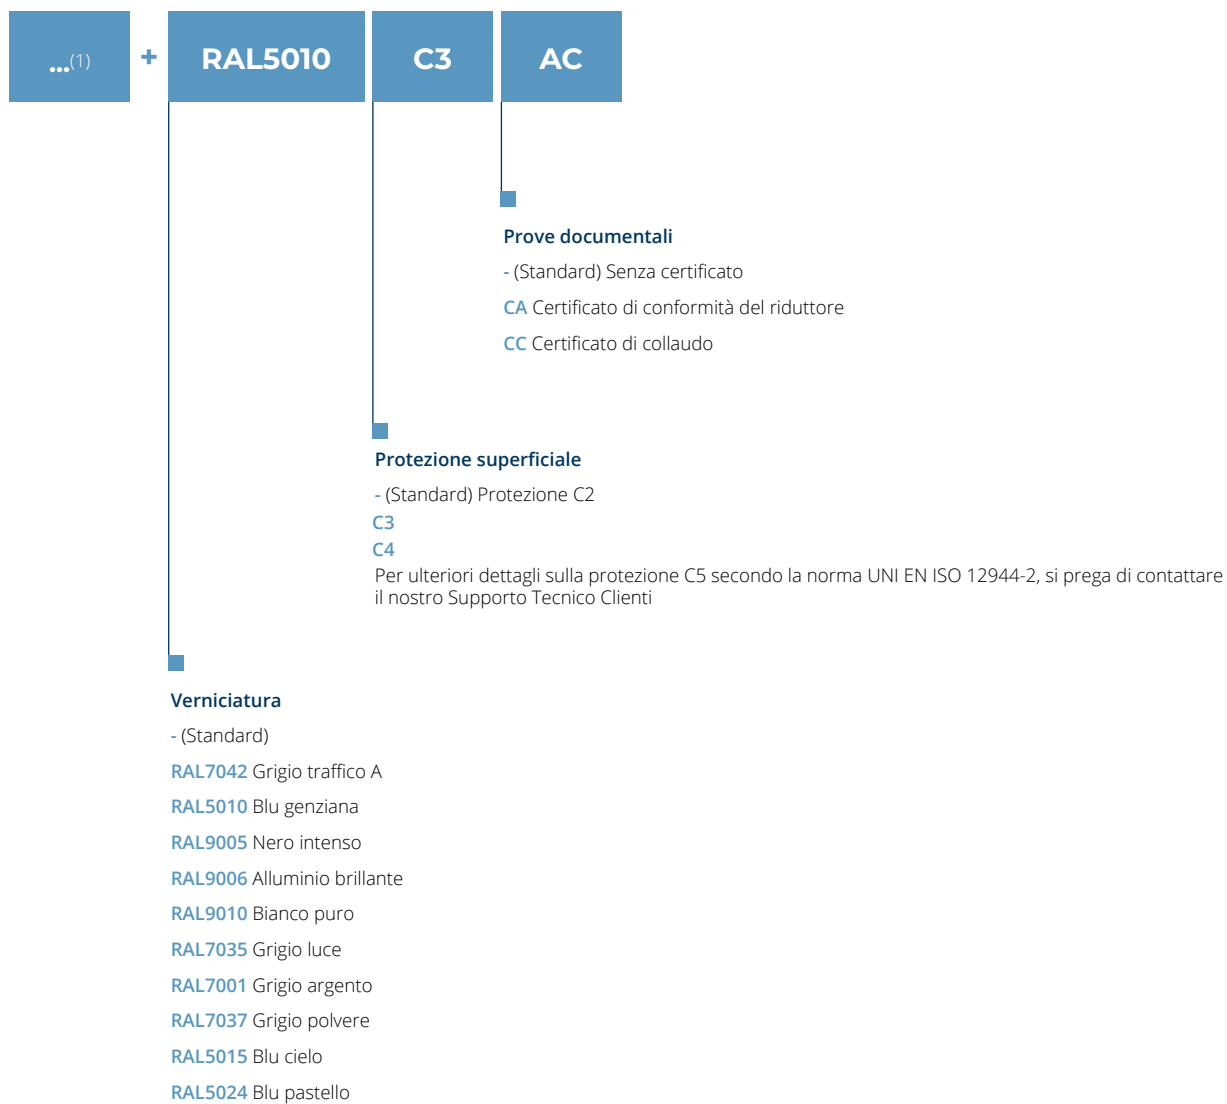 ...(1) + RAL5010 C3 AC
Prove documentali
- (Standard) Senza certificato
CA Certificato di conformità del riduttore
CC Certificato di collaudo
Protezione superficiale
- (Standard) Protezione C2
C3
C4
Per ulteriori dettagli sulla protezione C5 secondo la norma UNI EN ISO 12944-2, si prega di contattare
il nostro Supporto Tecnico Clienti
Verniciatura
- (Standard)
RAL7042 Grigio traffico A
RAL5010 Blu genziana
RAL9005 Nero intenso
RAL9006 Alluminio brillante
RAL9010 Bianco puro
RAL7035 Grigio luce
RAL7001 Grigio argento
RAL7037 Grigio polvere
RAL5015 Blu cielo
RAL5024 Blu pastello